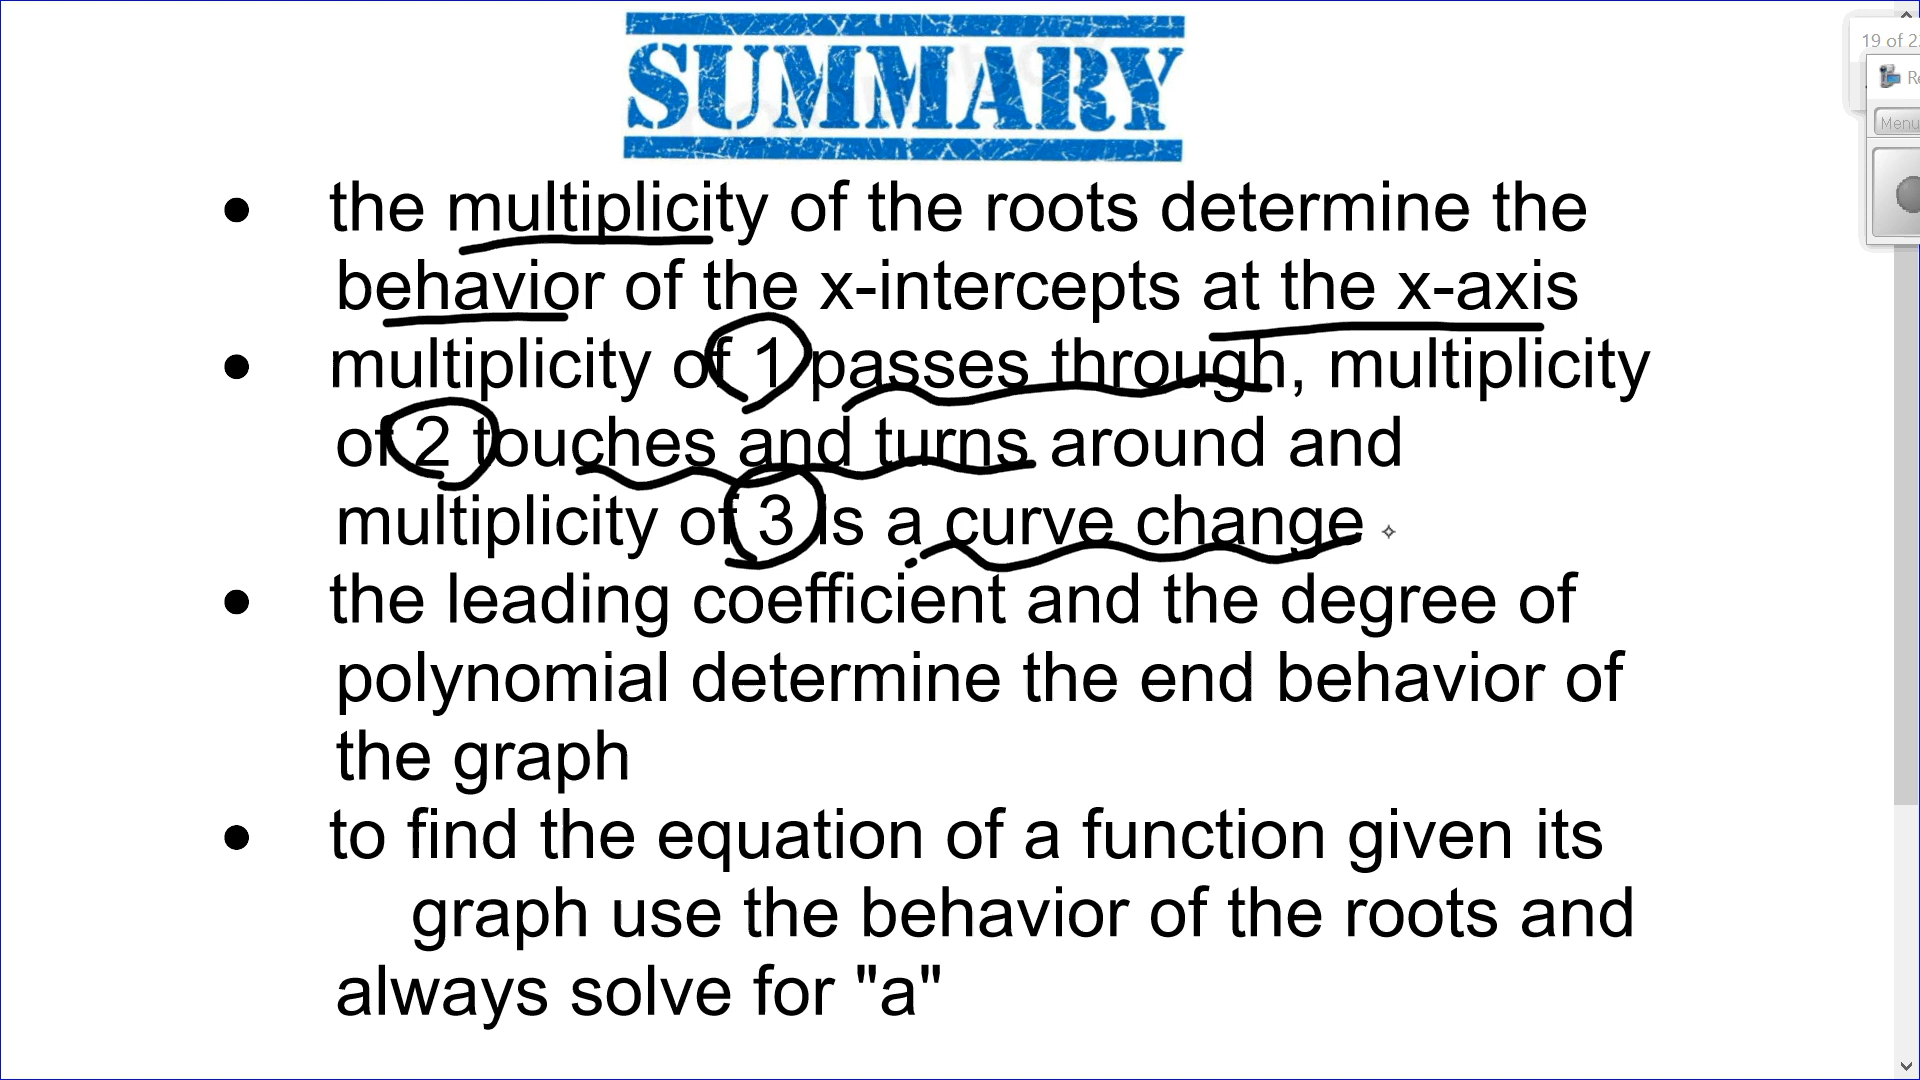 SUMMARY
• the multiplicity of the roots determine the
behavior of the x-intercepts at the x-axis
• multiplicity of 1 passes through, multiplicity
of 2 touches and turns around and
multiplicity of 3 is a curve change
• the leading coefficient and the degree of
polynomial determine the end behavior of
the graph
• to find the equation of a function given its
graph use the behavior of the roots and
always solve for "a"
19 of
Menu